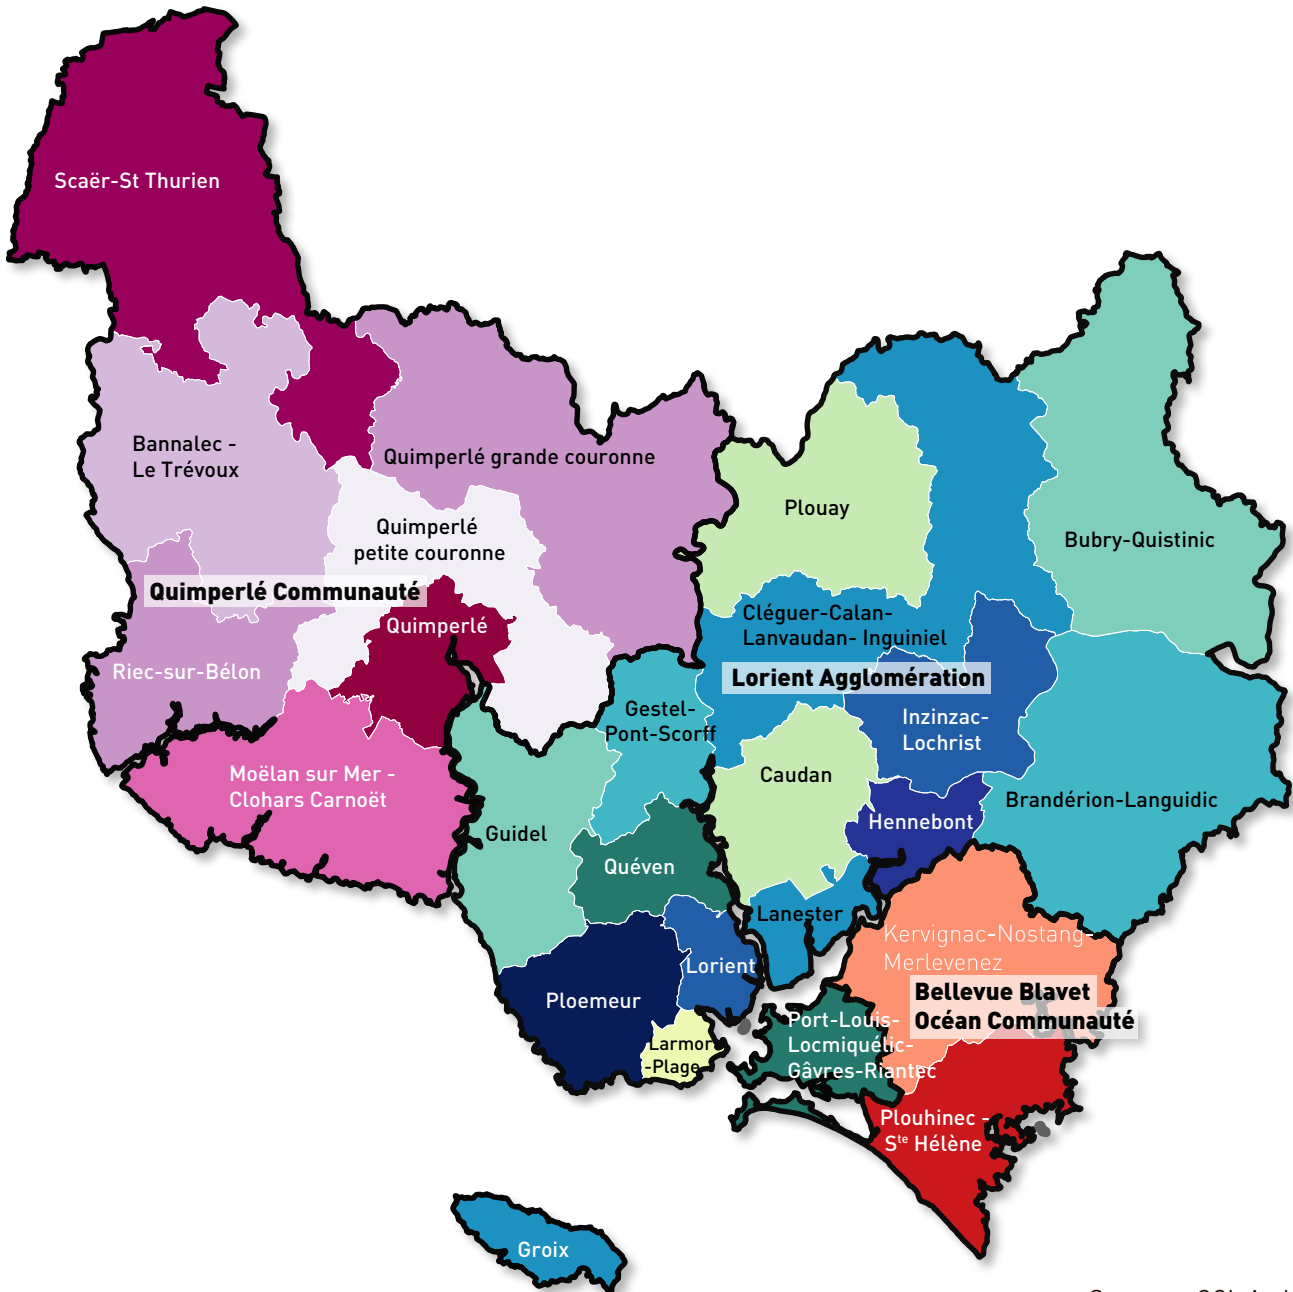 Scaër-St Thurien
Bannalec -
Le Trévoux
Quimperlé grande couronne
Quimperlé
petite couronne
Quimperlé Communauté
Quimperlé
Riec-sur-Bélon
Moëlan sur Mer -
Clohars Carnoët
Plouay
Bubry-Quistinic
Cléguer-Calan-
Lanvaudan- Inguiniel
Lorient Agglomération
Gestel-
Pont-Scorff
Inzinzac-
Lochrist
Caudan
Brandérion-Languidic
Hennebont
Guidel
Quéven
Lanester
Lorient
Ploemeur
Larmor
-Plage
Kervignac-Nostang-
Merlevenez
Bellevue Blavet
Océan Communauté
Port-Louis-
Locmiquélic-
Gâvres-Riantec
Plouhinec -
Ste Hélène
Groix